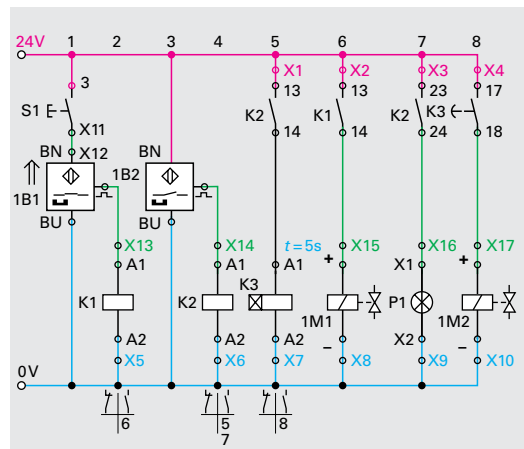 1 2 3 4 5 6 7 8
24V
3 X1 X2 X3 X4
13 13 23 17
S1 K2 K1 K2 K3
X11 14 14 24 18
BN X12 BN
1B2
1B1
BU BU
X13 X14 t=5s X15 X16 X17
A1 A1 A1 + X1 +
K3
K1 K2 P1
1M1 1M2
A2 A2 A2 – X2 –
X5 X6 X7 X8 X9 X10
0V
6 5 8
7